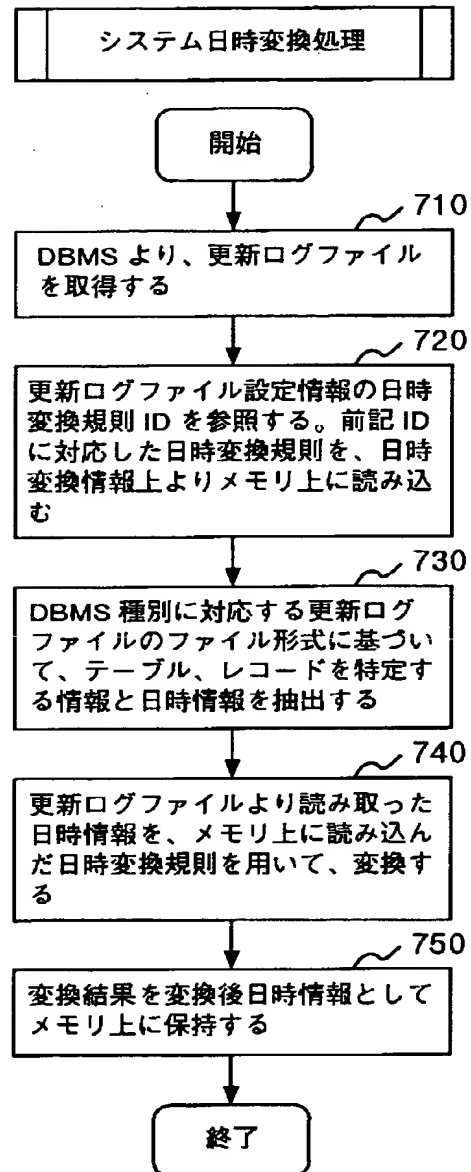 システム日時変換処理
開始
710
DBMS より、更新ログファイル
を取得する
720
更新ログファイル設定情報の日時
変換規則 ID を参照する。前記 ID
に対応した日時変換規則を、日時
変換情報上よりメモリ上に読み込
む
730
DBMS 種別に対応する更新ログ
ファイルのファイル形式に基づい
て、テーブル、レコードを特定す
る情報と日時情報を抽出する
740
更新ログファイルより読み取った
日時情報を、メモリ上に読み込ん
だ日時変換規則を用いて、変換す
る
750
変換結果を変換後日時情報として
メモリ上に保持する
終了